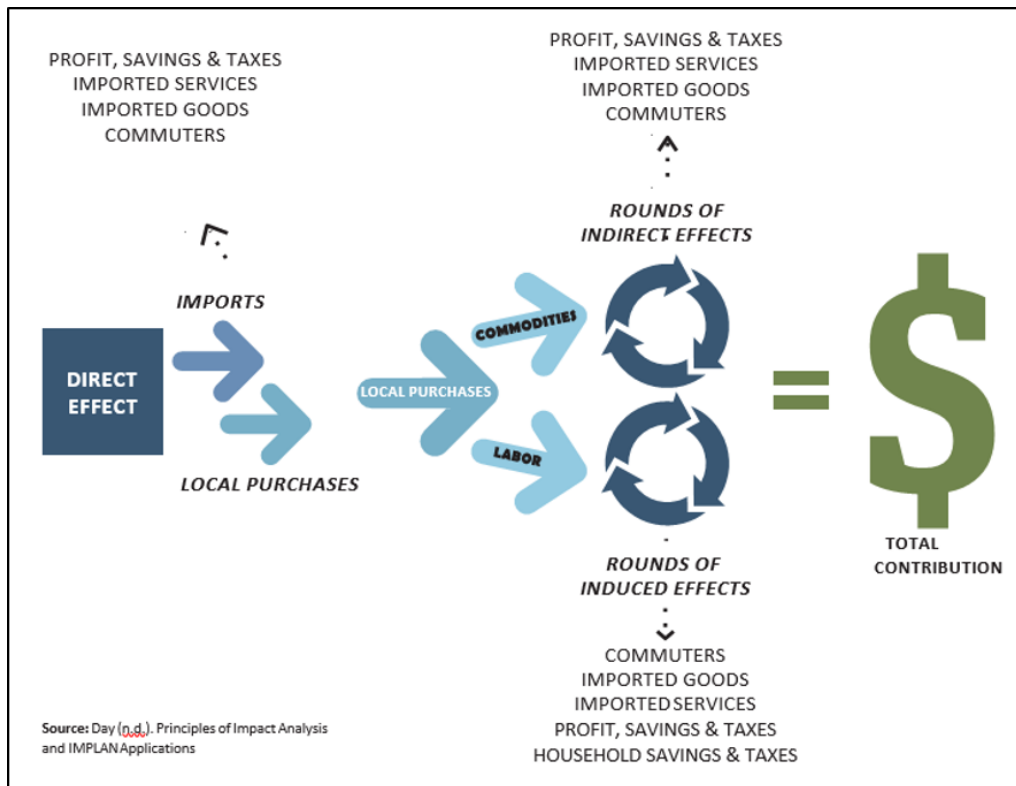 PROFIT, SAVINGS & TAXES
IMPORTED SERVICES
IMPORTED GOODS
COMMUTERS
PROFIT, SAVINGS & TAXES
IMPORTED SERVICES
IMPORTED GOODS
COMMUTERS
ROUNDS OF
INDIRECT EFFECTS
IMPORTS
DIRECT
EFFECT
LOCAL PURCHASES
LOCAL PURCHASES
COMMODITIES
LABOR
=
$
TOTAL
CONTRIBUTION
ROUNDS OF
INDUCED EFFECTS
COMMUTERS
IMPORTED GOODS
IMPORTED SERVICES
PROFIT, SAVINGS & TAXES
HOUSEHOLD SAVINGS & TAXES
Source: Day (n.d.). Principles of Impact Analysis
and IMPLAN Applications